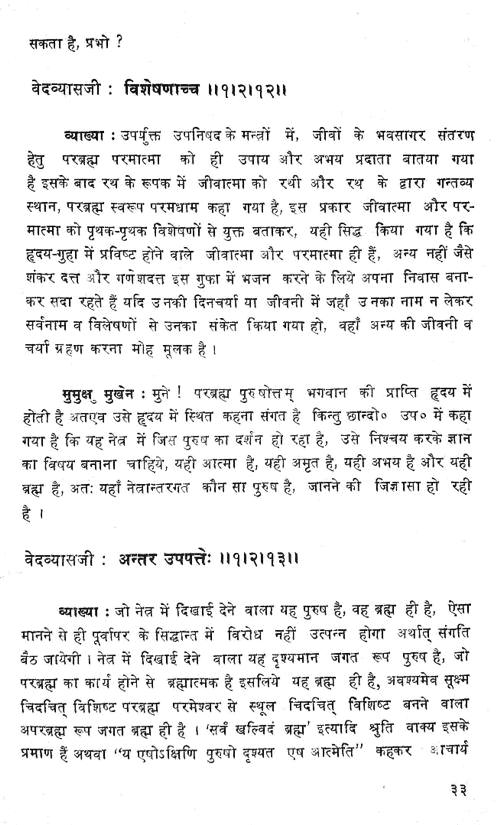 सकता है, प्रभो ?
वेदव्यासजी : विशेषणाच्च ॥१।२।१२॥
व्याख्या : उपर्युक्त उपनिषद के मन्त्रों में, जीवों के भवसागर संतरण
हेतु परब्रह्म परमात्मा को ही उपाय और अभय प्रदाता बातया गया
है इसके बाद रथ के रूपक में जीवात्मा को रथी और रथ के द्वारा गन्तव्य
स्थान, परब्रह्म स्वरूप परमधाम कहा गया है, इस प्रकार जीवात्मा और पर-
मात्मा को पृथक-पृथक विशेषणों से युक्त बताकर, यही सिद्ध किया गया है कि
हृदय-गुहा में प्रविष्ट होने वाले जीवात्मा और परमात्मा ही हैं, अन्य नहीं जैसे
शंकर दत्त और गणेशदत्त इस गुफा में भजन करने के लिये अपना निवास बना-
कर सदा रहते हैं यदि उनकी दिनचर्या या जीवनी में जहाँ उनका नाम न लेकर
सर्वनाम व विलेषणों से उनका संकेत किया गया हो, वहाँ अन्य की जीवनी व
चर्या ग्रहण करना मोह मूलक है ।
मुमुक्षु मुखेन : मुने ! परब्रह्म पुरुषोत्तम् भगवान की प्राप्ति हृदय में
होती है अतएव उसे हृदय में स्थित कहना संगत है किन्तु छान्दो० उप० में कहा
गया है कि यह नेत्र में जिस पुरुष का दर्शन हो रहा है, उसे निश्चय करके ज्ञान
का विषय बनाना चाहिये, यही आत्मा है, यही अमृत है, यही अभय है और यही
ब्रह्म है, अतः यहाँ नेत्रान्तरगत कौन सा पुरुष है, जानने की जिज्ञासा हो रही
है ।
वेदव्यासजी : अन्तर उपपत्तेः ॥१।२।१३॥
व्याख्या : जो नेत्र में दिखाई देने वाला यह पुरुष है, वह ब्रह्म ही है, ऐसा
मानने से ही पूर्वापर के सिद्धान्त में विरोध नहीं उत्पन्न होगा अर्थात् संगति
बैठ जायेगी । नेत्र में दिखाई देने वाला यह दृश्यमान जगत रूप पुरुष है, जो
परब्रह्म का कार्य होने से ब्रह्मात्मक है इसलिये यह ब्रह्म ही है, अवश्यमेव सूक्ष्म
चिदचित् विशिष्ट परब्रह्म परमेश्वर से स्थूल चिदचित् विशिष्ट बनने वाला
अपरब्रह्म रूप जगत ब्रह्म ही है । 'सर्वं खल्विदं ब्रह्म' इत्यादि श्रुति वाक्य इसके
प्रमाण हैं अथवा "य एषोऽक्षिणि पुरुषो दृश्यत एष आत्मेति" कहकर आचार्य
३३